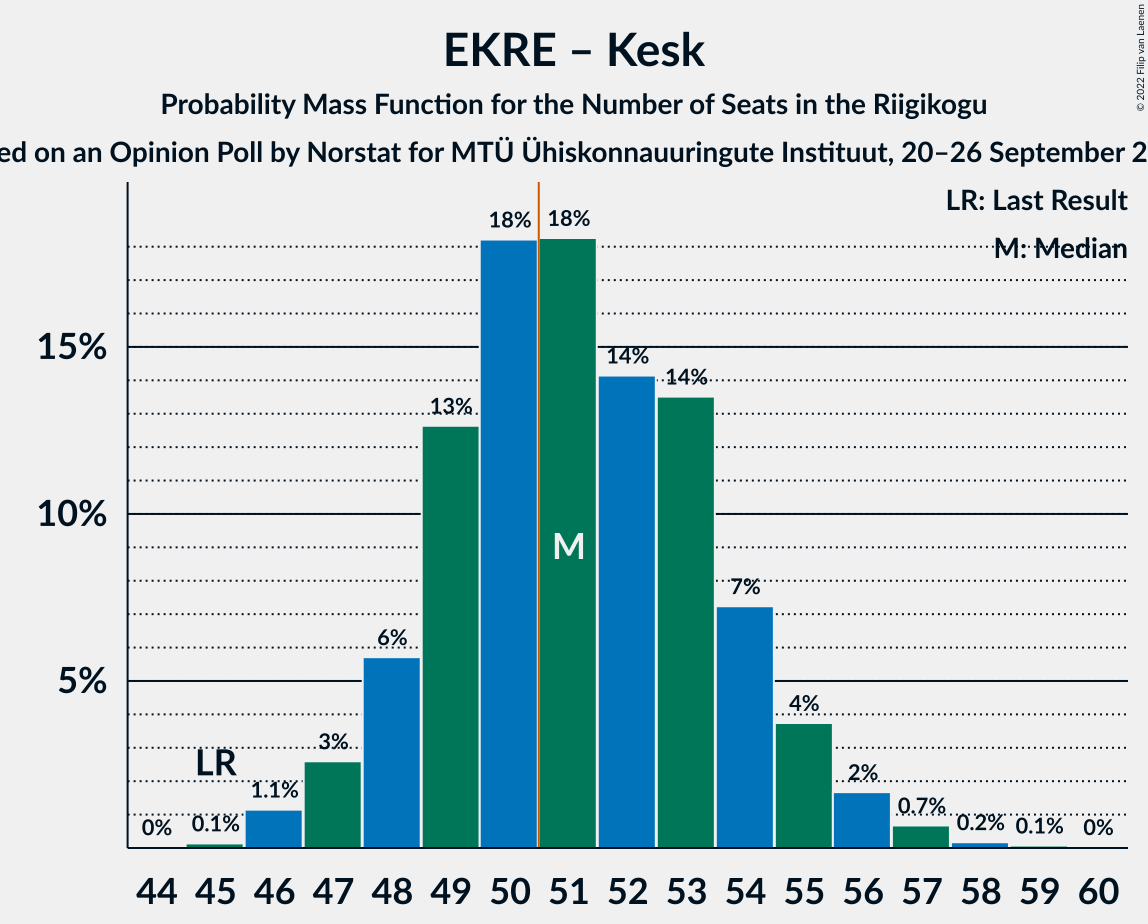 © 2022 Filip van Laenen
EKRE – Kesk
Probability Mass Function for the Number of Seats in the Riigikogu
ed on an Opinion Poll by Norstat for MTÜ Ühiskonnauuringute Instituut, 20–26 September 2
LR: Last Result
M: Median
18% 18%
15%
14%
14%
13%
10%
M
7%
6%
5%
4%
3%
LR
2%
1.1%
0.7%
0% 0.1% 0.2% 0.1% 0%
44 45 46 47 48 49 50 51 52 53 54 55 56 57 58 59 60